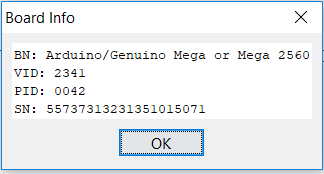 Board Info
BN: Arduino/Genuino Mega or Mega 2560
VID: 2341
PID: 0042
SN: 55737313231351015071
OK